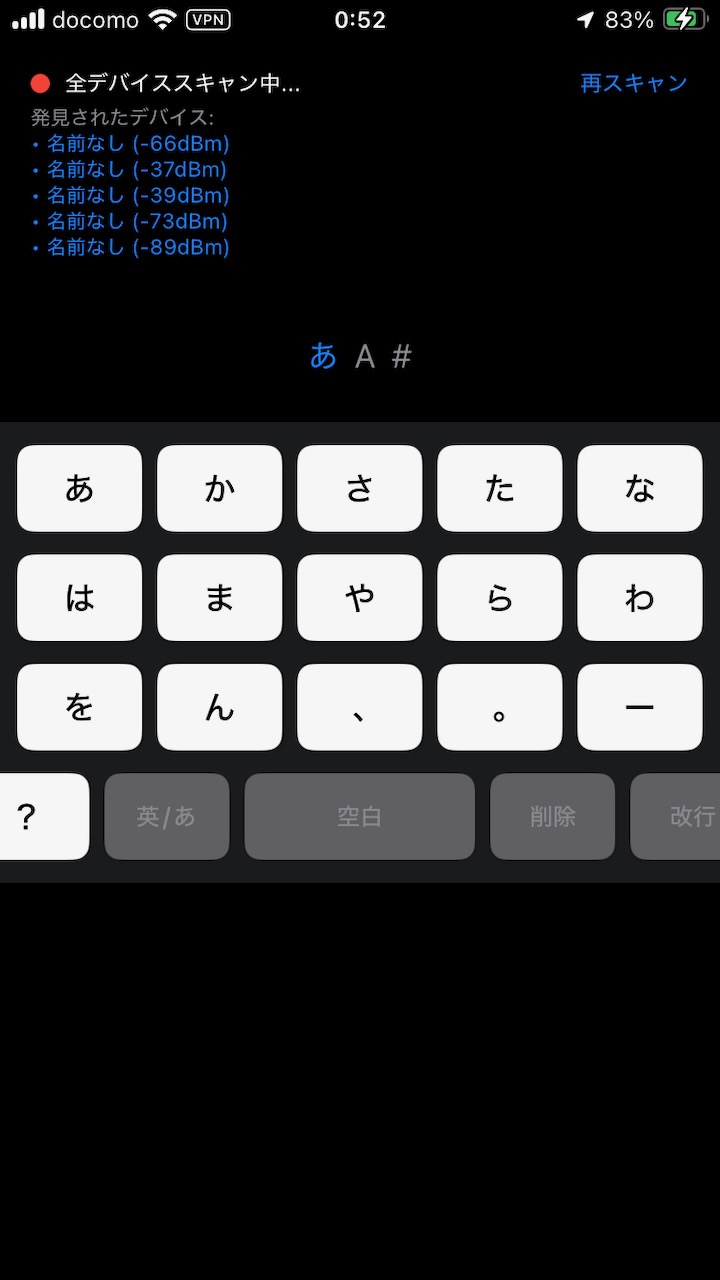 docomo VPN 0:52 83%
全デバイススキャン中... 再スキャン
発見されたデバイス:
• 名前なし (-66dBm)
• 名前なし (-37dBm)
• 名前なし (-39dBm)
• 名前なし (-73dBm)
• 名前なし (-89dBm)
あ A #
あ か さ た な
は ま や ら わ
を ん 、 。 ー
? 英/あ 空白 削除 改行